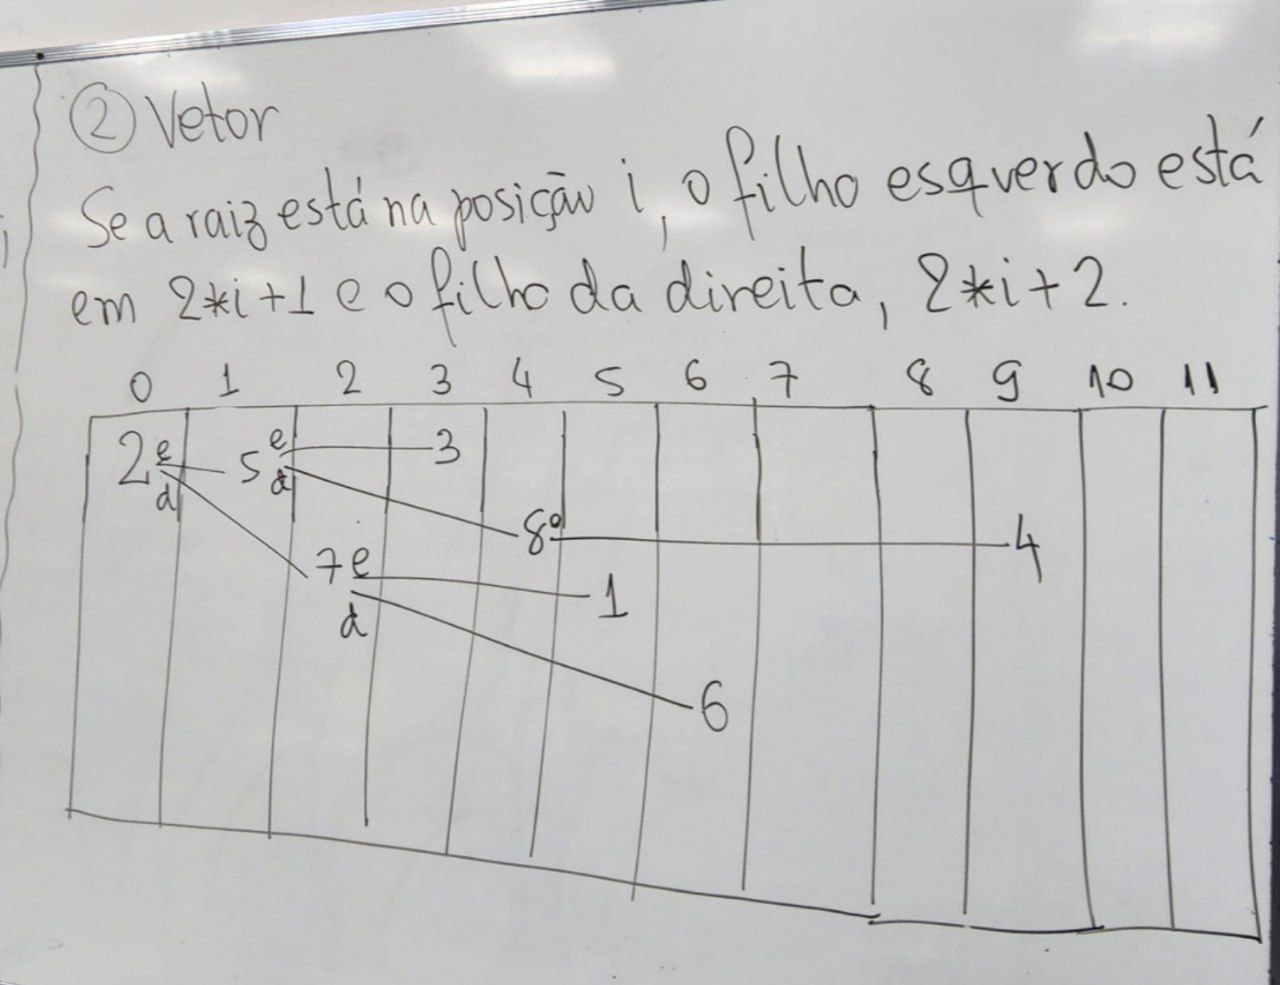 ② Vetor
Se a raiz está na posição i, o filho esquerdo está
em 2*i+1 e o filho da direita, 2*i+2.
0 1 2 3 4 5 6 7 8 9 10 11
2 e 5 e 3
d d
8 e 4
7 e 1
d
6